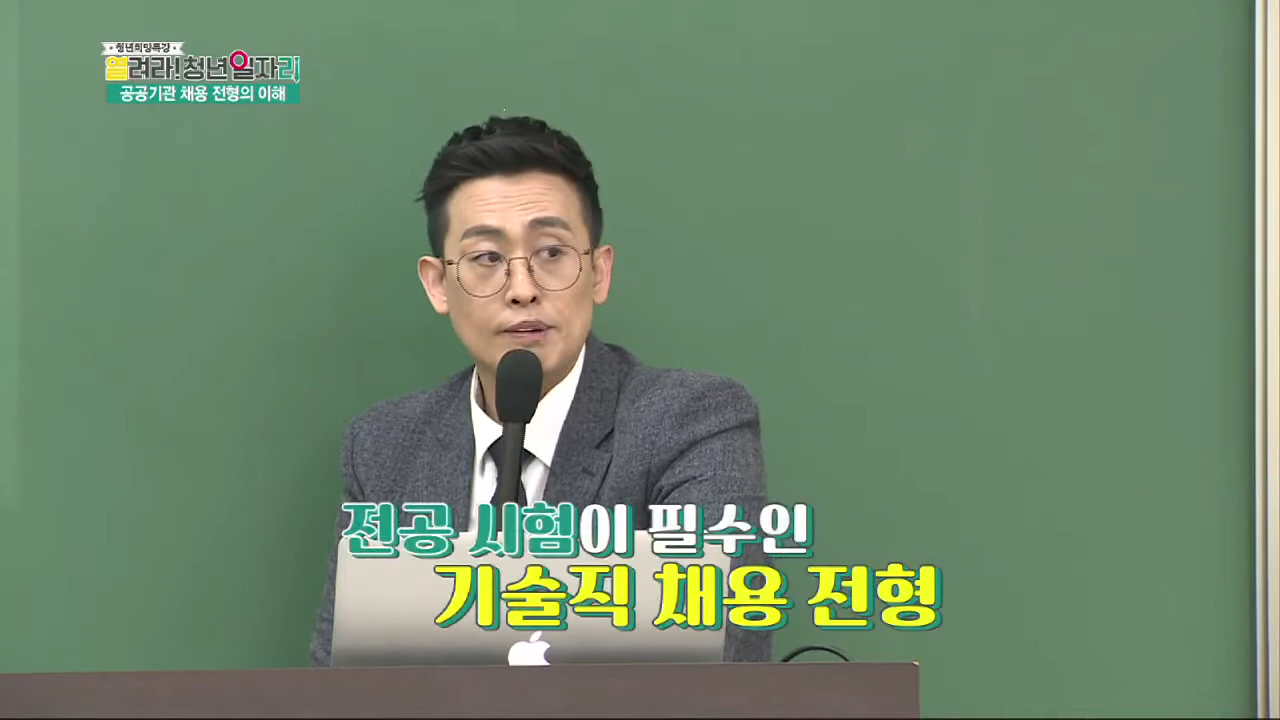 청년희망특강
열려라!청년일자리
공공기관 채용 전형의 이해
전공 시험이 필수인
기술직 채용 전형